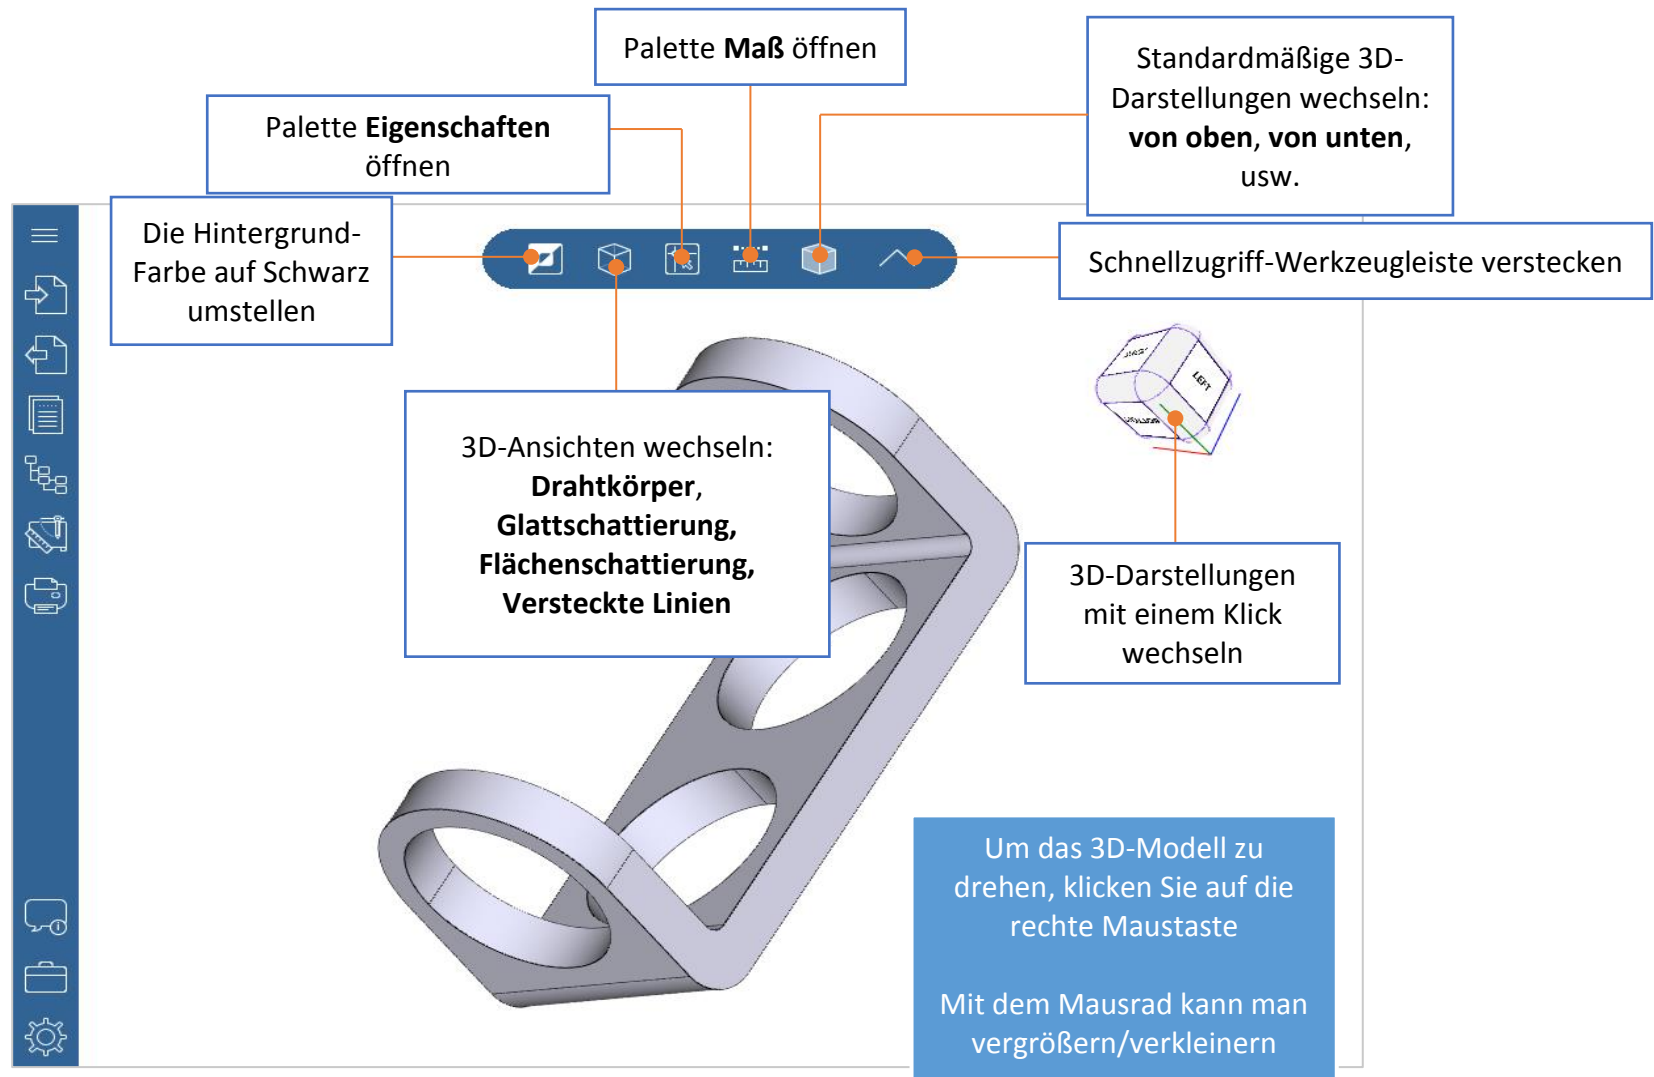 Palette Maß öffnen
Standardmäßige 3D-
Darstellungen wechseln:
von oben, von unten,
usw.
Palette Eigenschaften
öffnen
Die Hintergrund-
Farbe auf Schwarz
umstellen
Schnellzugriff-Werkzeugleiste verstecken
LEFT
3D-Ansichten wechseln:
Drahtkörper,
Glattschattierung,
Flächenschattierung,
Versteckte Linien
3D-Darstellungen
mit einem Klick
wechseln
Um das 3D-Modell zu
drehen, klicken Sie auf die
rechte Maustaste
Mit dem Mausrad kann man
vergrößern/verkleinern